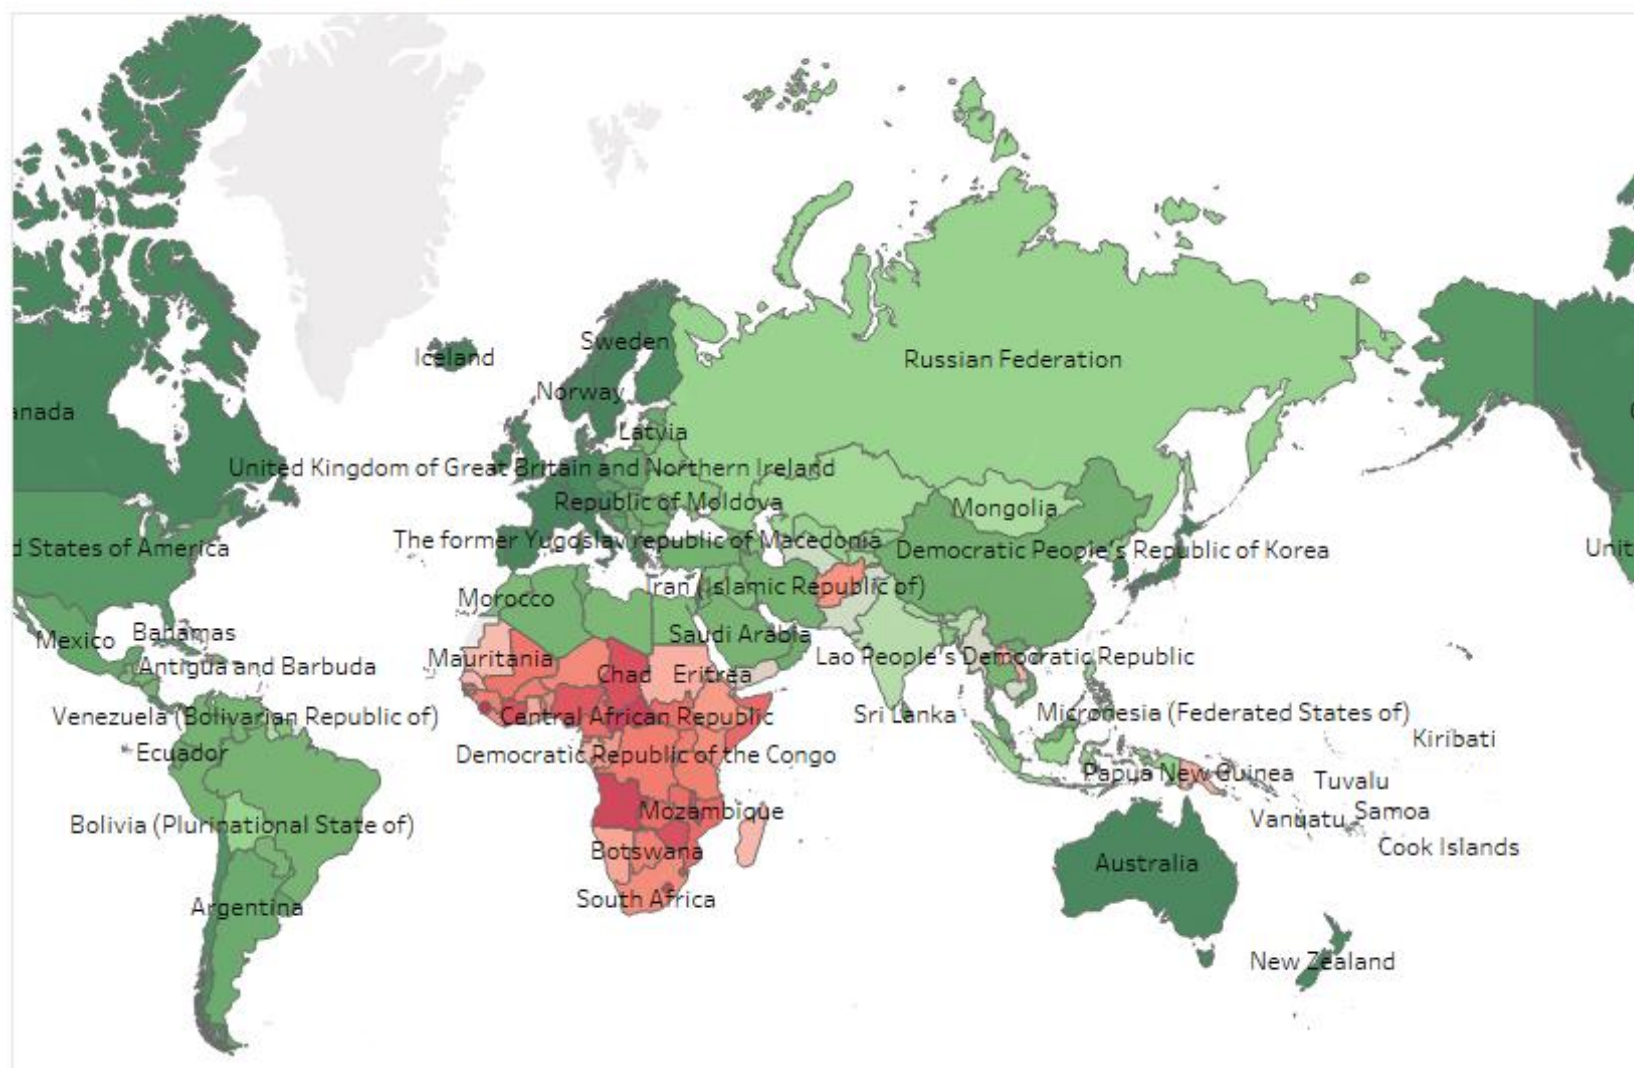 Sweden
Iceland
Russian Federation
Norway
anada
Latvia
United Kingdom of Great Britain and Northern Ireland
Republic of Moldova
Mongolia
The former Yugoslav republic of Macedonia
d States of America
Democratic People's Republic of Korea
Unit
Iran (Islamic Republic of)
Morocco
Mexico
Bahamas
Saudi Arabia
Mauritania
Lao People's Democratic Republic
Antigua and Barbuda
Chad
Eritrea
Venezuela (Bolivarian Republic of)
Central African Republic
Sri Lanka
Micronesia (Federated States of)
Kiribati
Ecuador
Democratic Republic of the Congo
Papua New Guinea
Tuvalu
Mozambique
Samoa
Bolivia (Plurinational State of)
Vanuatu
Botswana
Cook Islands
Australia
South Africa
Argentina
New Zealand